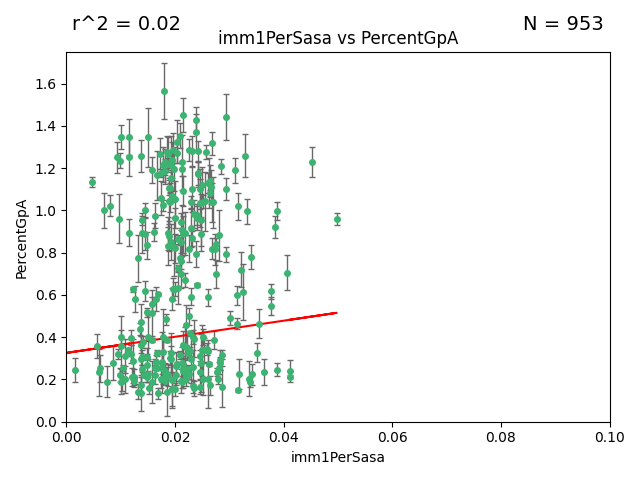 r^2 = 0.02
N = 953
imm1PerSasa vs PercentGpA
PercentGpA
1.6
1.4
1.2
1.0
0.8
0.6
0.4
0.2
0.0
0.00 0.02 0.04 0.06 0.08 0.10
imm1PerSasa